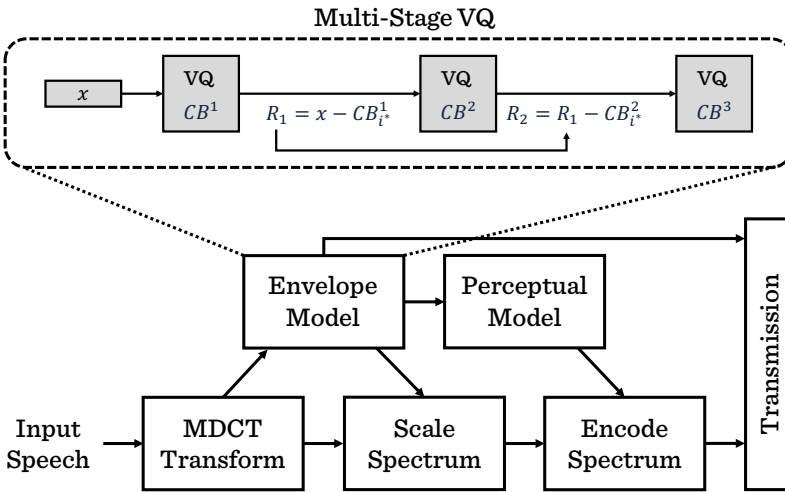 Multi-Stage VQ
x
VQ
CB^1
R_1 = x − CB^1_{i*}
VQ
CB^2
R_2 = R_1 − CB^2_{i*}
VQ
CB^3
Envelope
Model
Perceptual
Model
Transmission
Input
Speech
MDCT
Transform
Scale
Spectrum
Encode
Spectrum